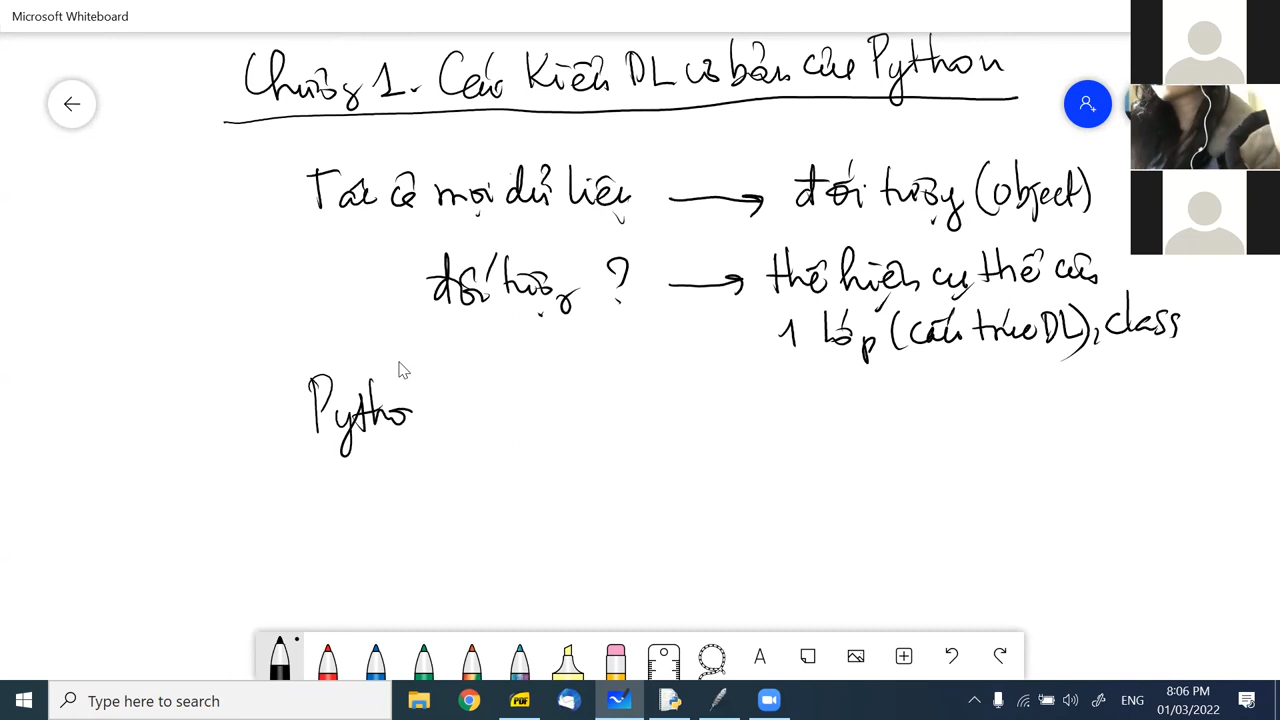 Microsoft Whiteboard
Chương 1. Các kiểu DL cơ bản của Python
Tất cả mọi dữ liệu → đối tượng (object)
đối tượng ? → thể hiện cụ thể của
1 lớp (cấu trúc DL), class
Pytho
Type here to search
PDF
ENG
8:06 PM
01/03/2022